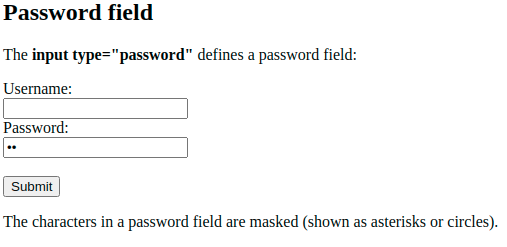 Password field
The input type="password" defines a password field:
Username:
Password:
••
Submit
The characters in a password field are masked (shown as asterisks or circles).